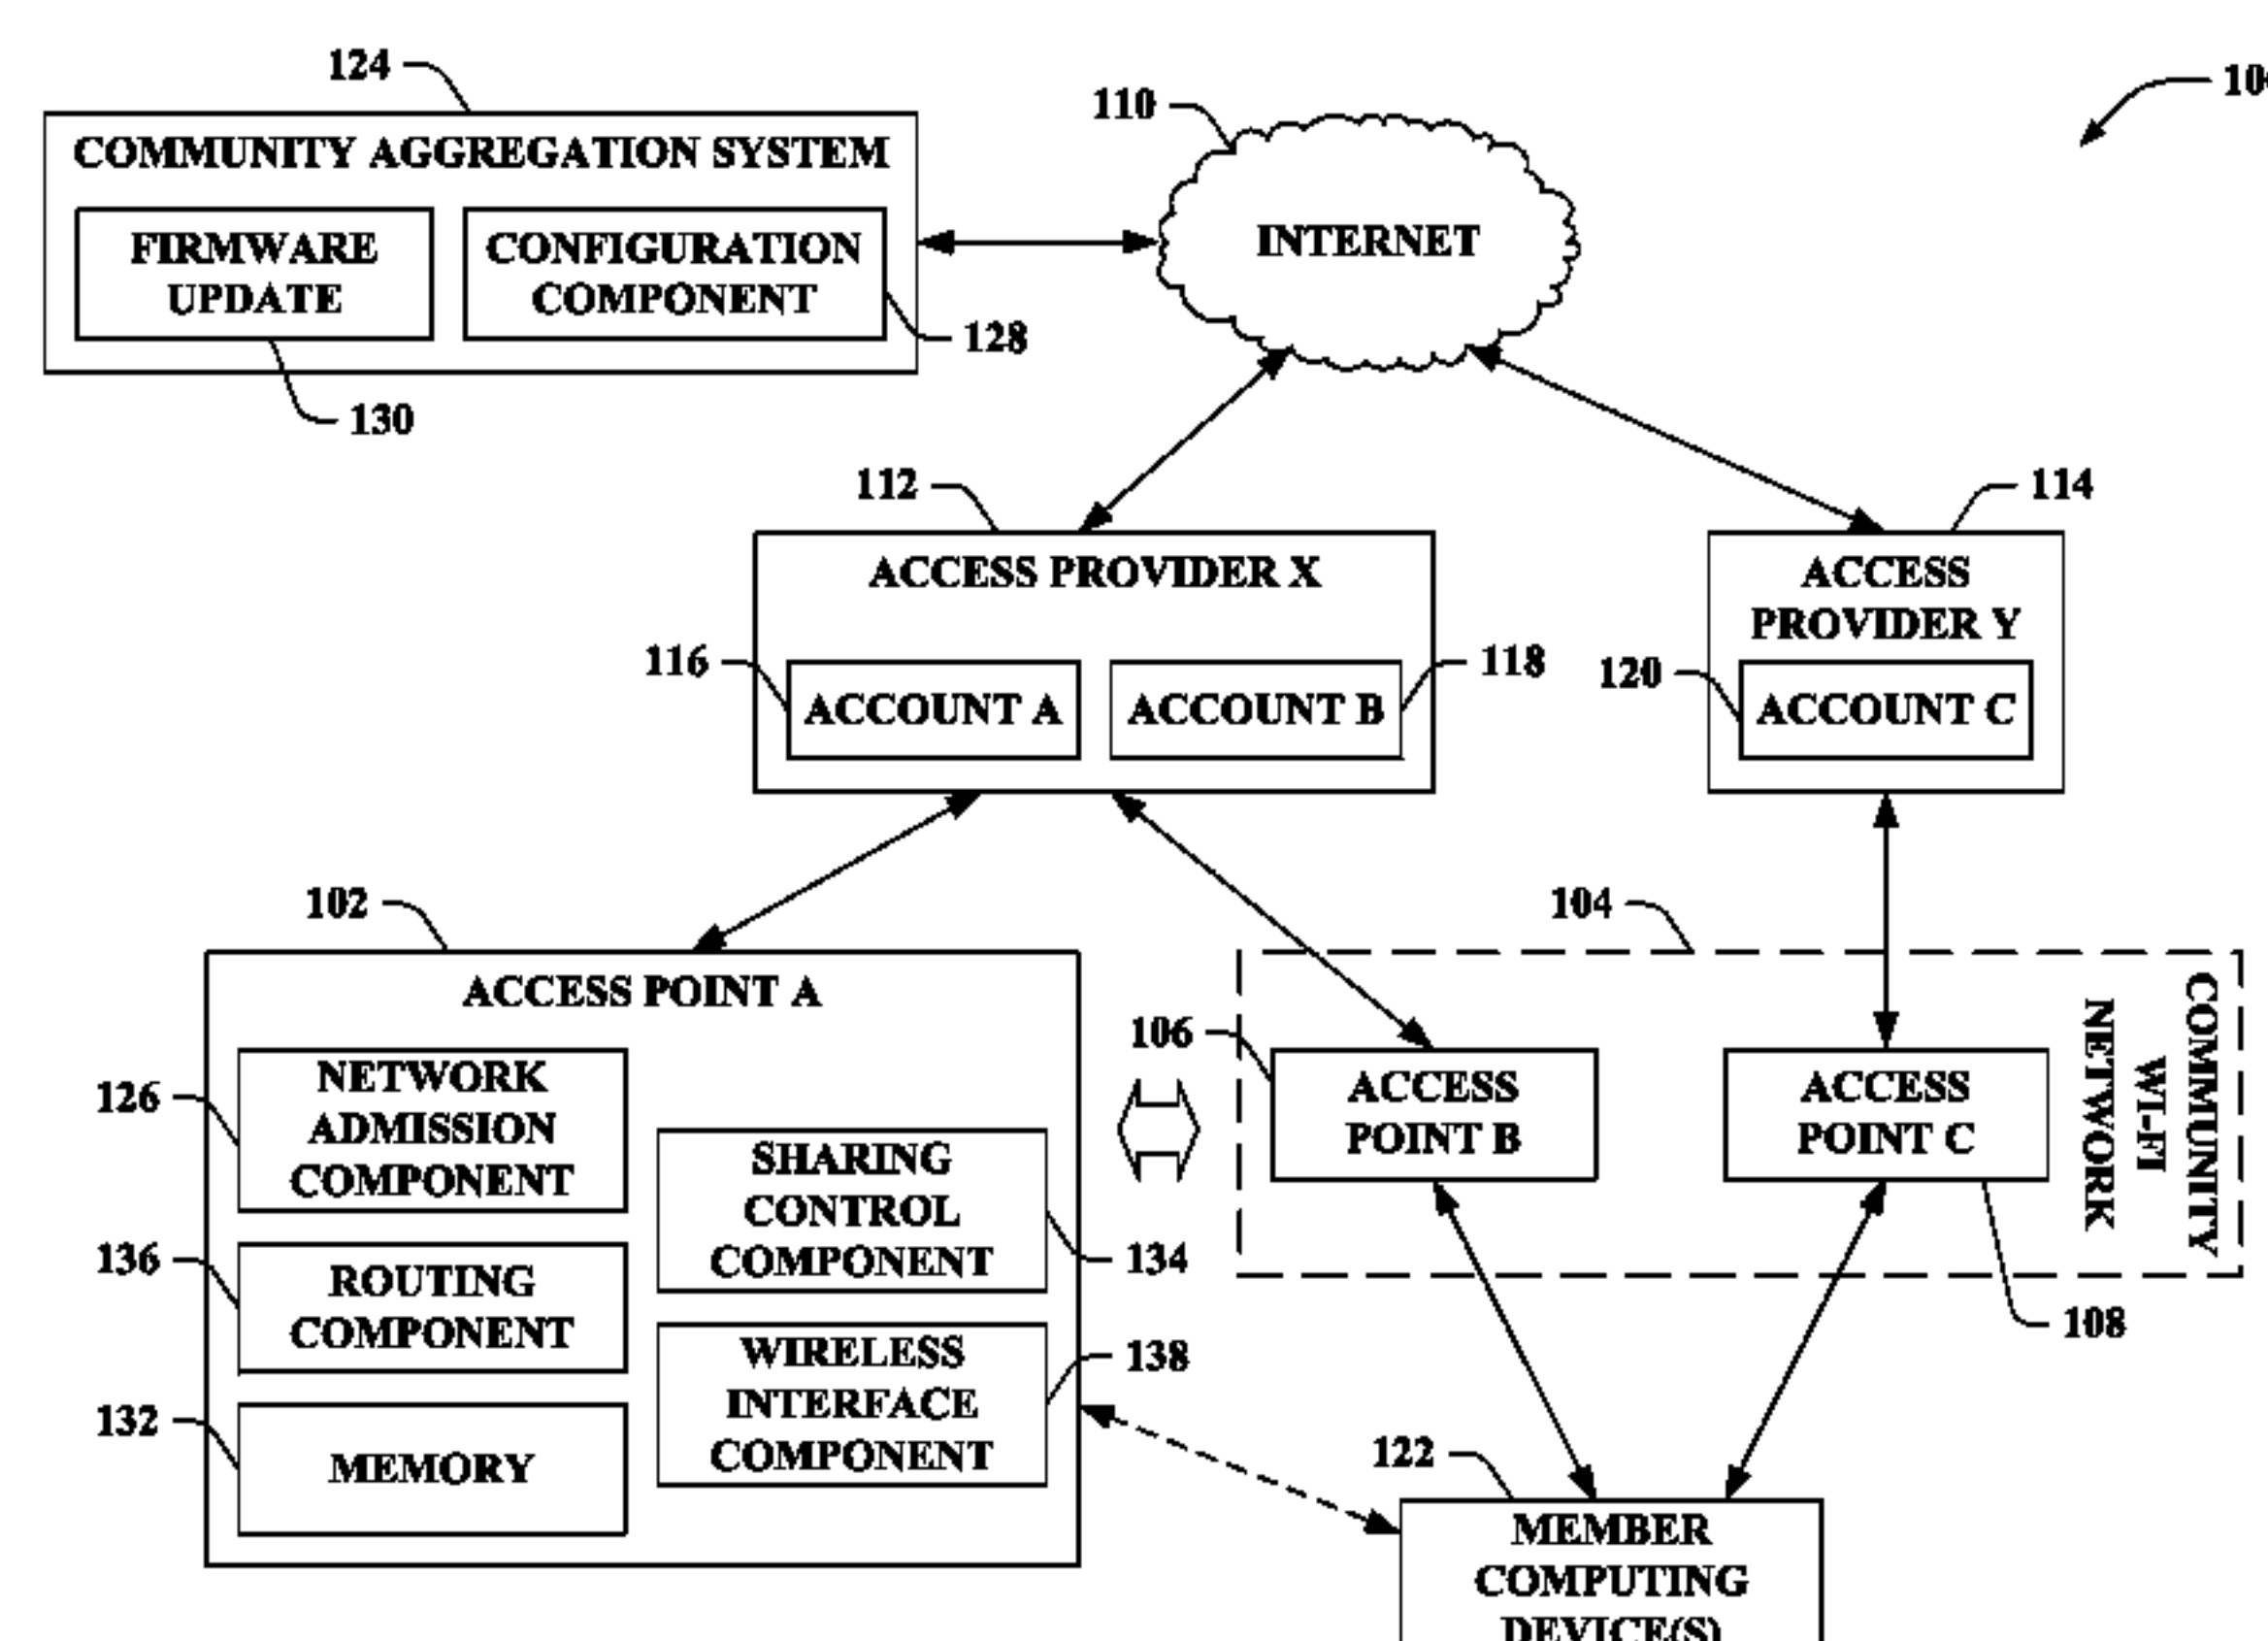 124
COMMUNITY AGGREGATION SYSTEM
FIRMWARE
UPDATE
CONFIGURATION
COMPONENT
128
130
110
INTERNET
112
ACCESS PROVIDER X
116
ACCOUNT A
ACCOUNT B
118
114
ACCESS
PROVIDER Y
120
ACCOUNT C
102
ACCESS POINT A
126
NETWORK
ADMISSION
COMPONENT
136
ROUTING
COMPONENT
132
MEMORY
SHARING
CONTROL
COMPONENT
134
WIRELESS
INTERFACE
COMPONENT
138
104
COMMUNITY
WI-FI
NETWORK
106
ACCESS
POINT B
ACCESS
POINT C
108
122
MEMBER
COMPUTING
DEVICE(S)